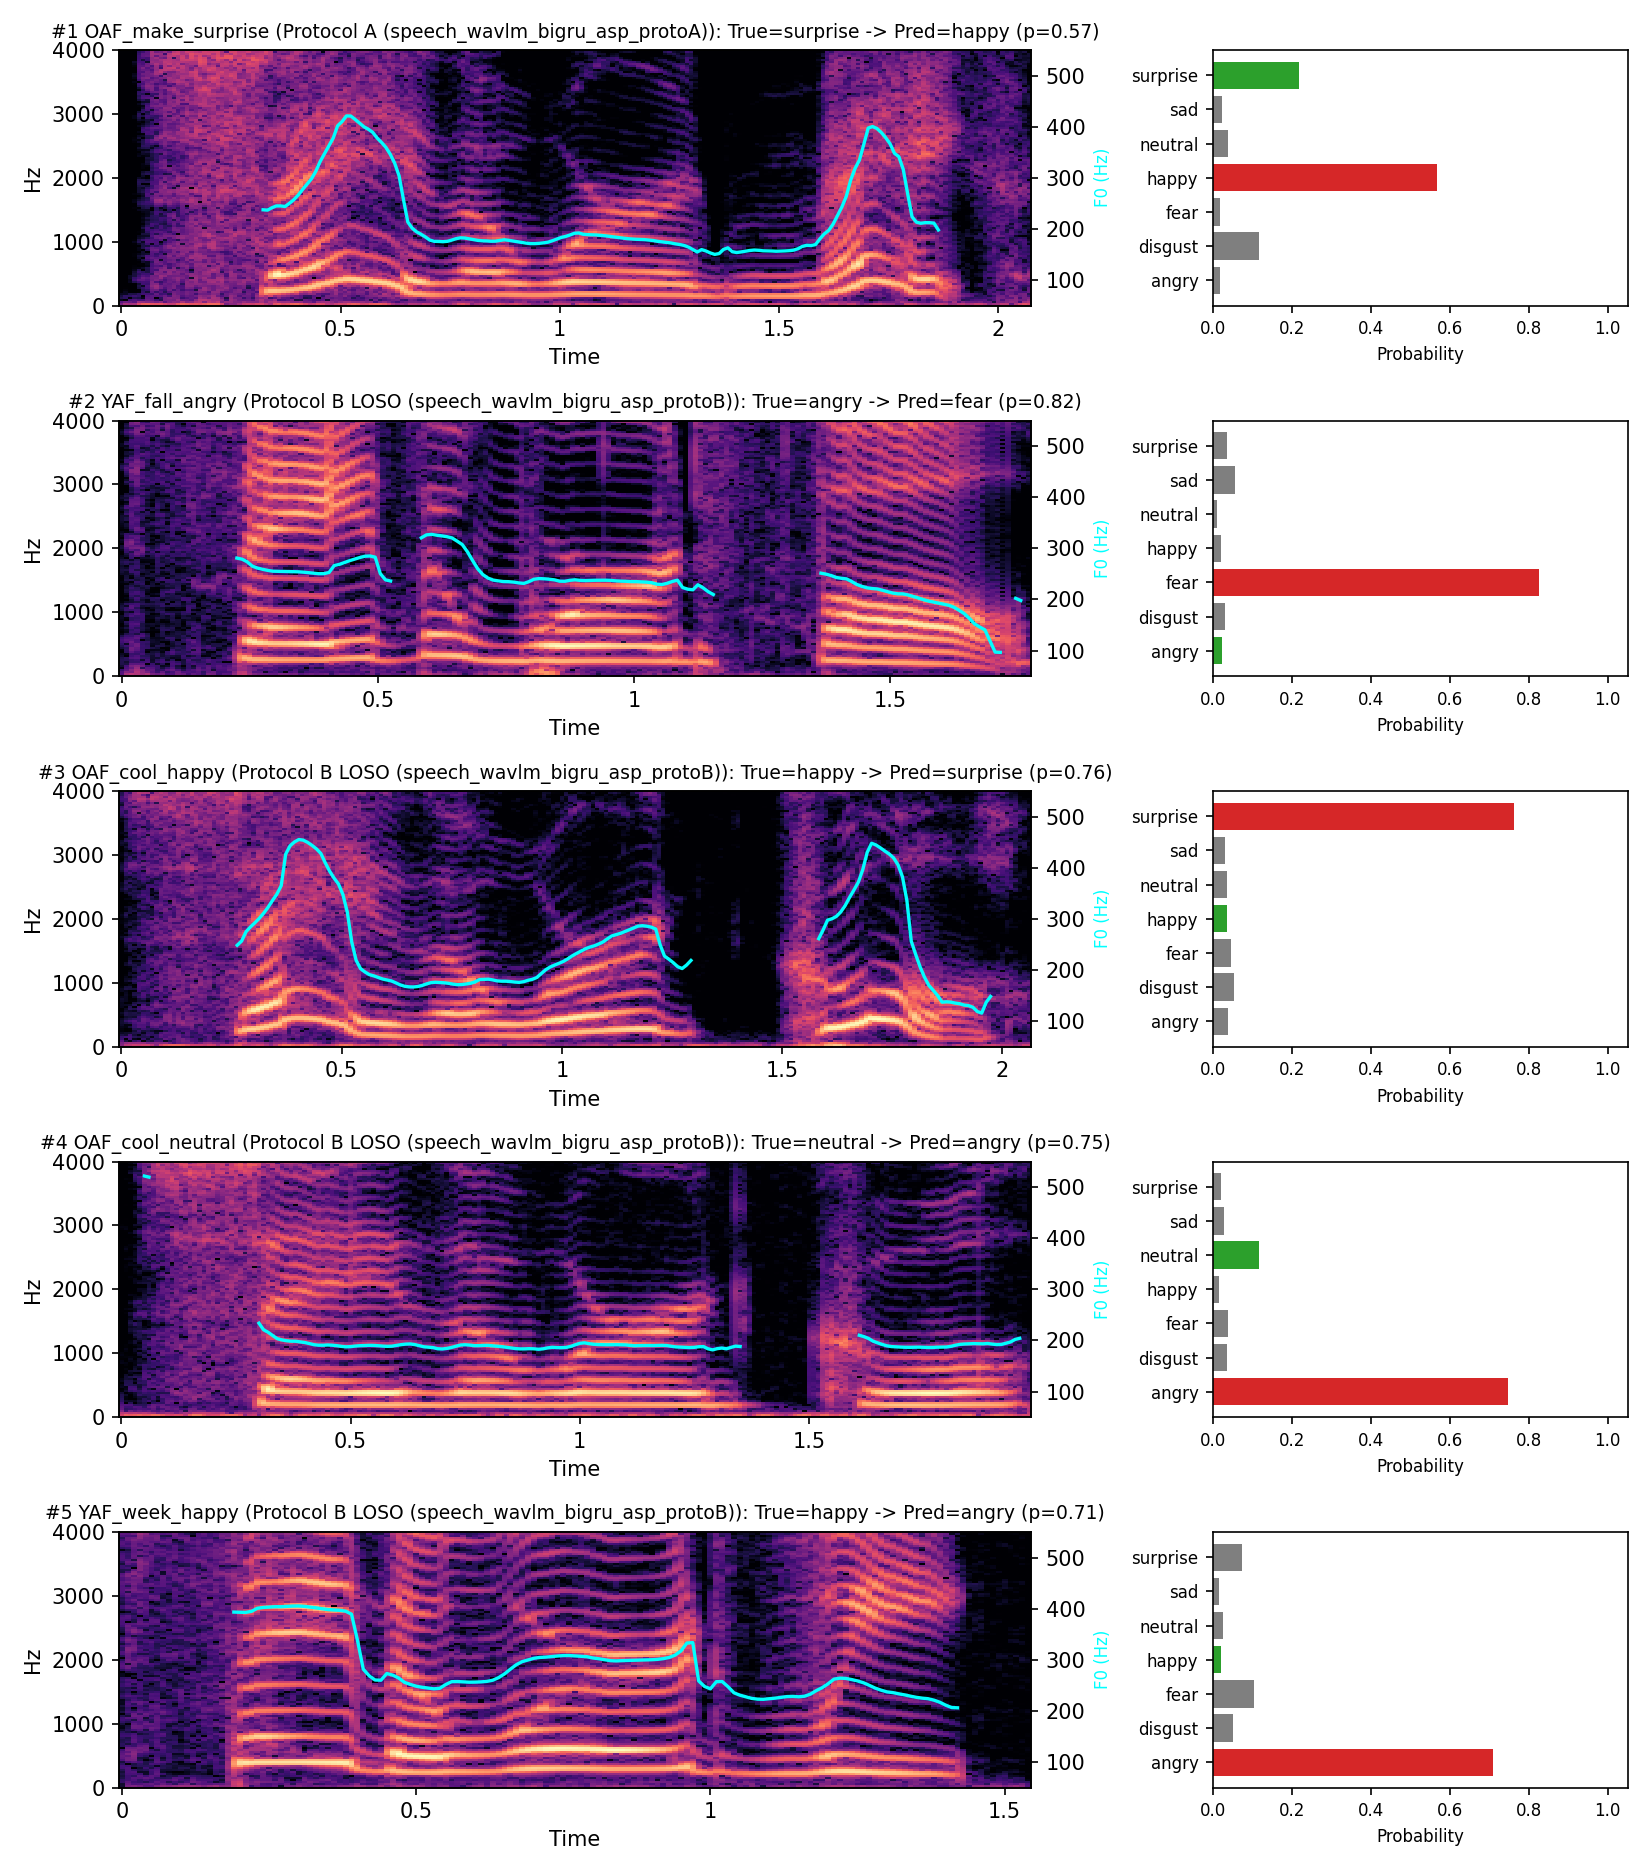 #1 OAF_make_surprise (Protocol A (speech_wavlm_bigru_asp_protoA)): True=surprise -> Pred=happy (p=0.57)
4000
3000
2000
1000
0
Hz
0 0.5 1 1.5 2
Time
500
400
300
200
100
F0 (Hz)
surprise
sad
neutral
happy
fear
disgust
angry
0.0 0.2 0.4 0.6 0.8 1.0
Probability
#2 YAF_fall_angry (Protocol B LOSO (speech_wavlm_bigru_asp_protoB)): True=angry -> Pred=fear (p=0.82)
4000
3000
2000
1000
0
Hz
0 0.5 1 1.5
Time
500
400
300
200
100
F0 (Hz)
surprise
sad
neutral
happy
fear
disgust
angry
0.0 0.2 0.4 0.6 0.8 1.0
Probability
#3 OAF_cool_happy (Protocol B LOSO (speech_wavlm_bigru_asp_protoB)): True=happy -> Pred=surprise (p=0.76)
4000
3000
2000
1000
0
Hz
0 0.5 1 1.5 2
Time
500
400
300
200
100
F0 (Hz)
surprise
sad
neutral
happy
fear
disgust
angry
0.0 0.2 0.4 0.6 0.8 1.0
Probability
#4 OAF_cool_neutral (Protocol B LOSO (speech_wavlm_bigru_asp_protoB)): True=neutral -> Pred=angry (p=0.75)
4000
3000
2000
1000
0
Hz
0 0.5 1 1.5
Time
500
400
300
200
100
F0 (Hz)
surprise
sad
neutral
happy
fear
disgust
angry
0.0 0.2 0.4 0.6 0.8 1.0
Probability
#5 YAF_week_happy (Protocol B LOSO (speech_wavlm_bigru_asp_protoB)): True=happy -> Pred=angry (p=0.71)
4000
3000
2000
1000
0
Hz
0 0.5 1 1.5
Time
500
400
300
200
100
F0 (Hz)
surprise
sad
neutral
happy
fear
disgust
angry
0.0 0.2 0.4 0.6 0.8 1.0
Probability